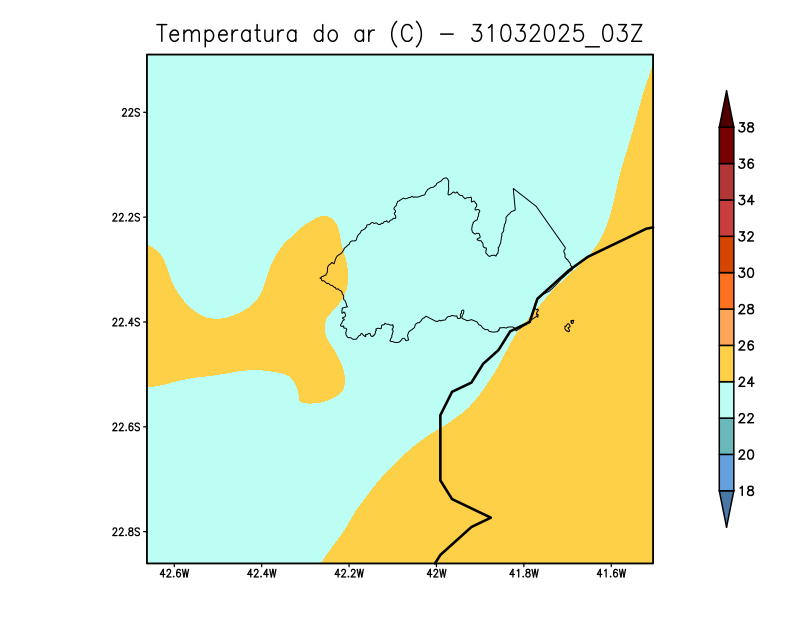 Temperatura do ar (C) - 31032025_03Z
22S
22.2S
22.4S
22.6S
22.8S
42.6W
42.4W
42.2W
42W
41.8W
41.6W
38
36
34
32
30
28
26
24
22
20
18